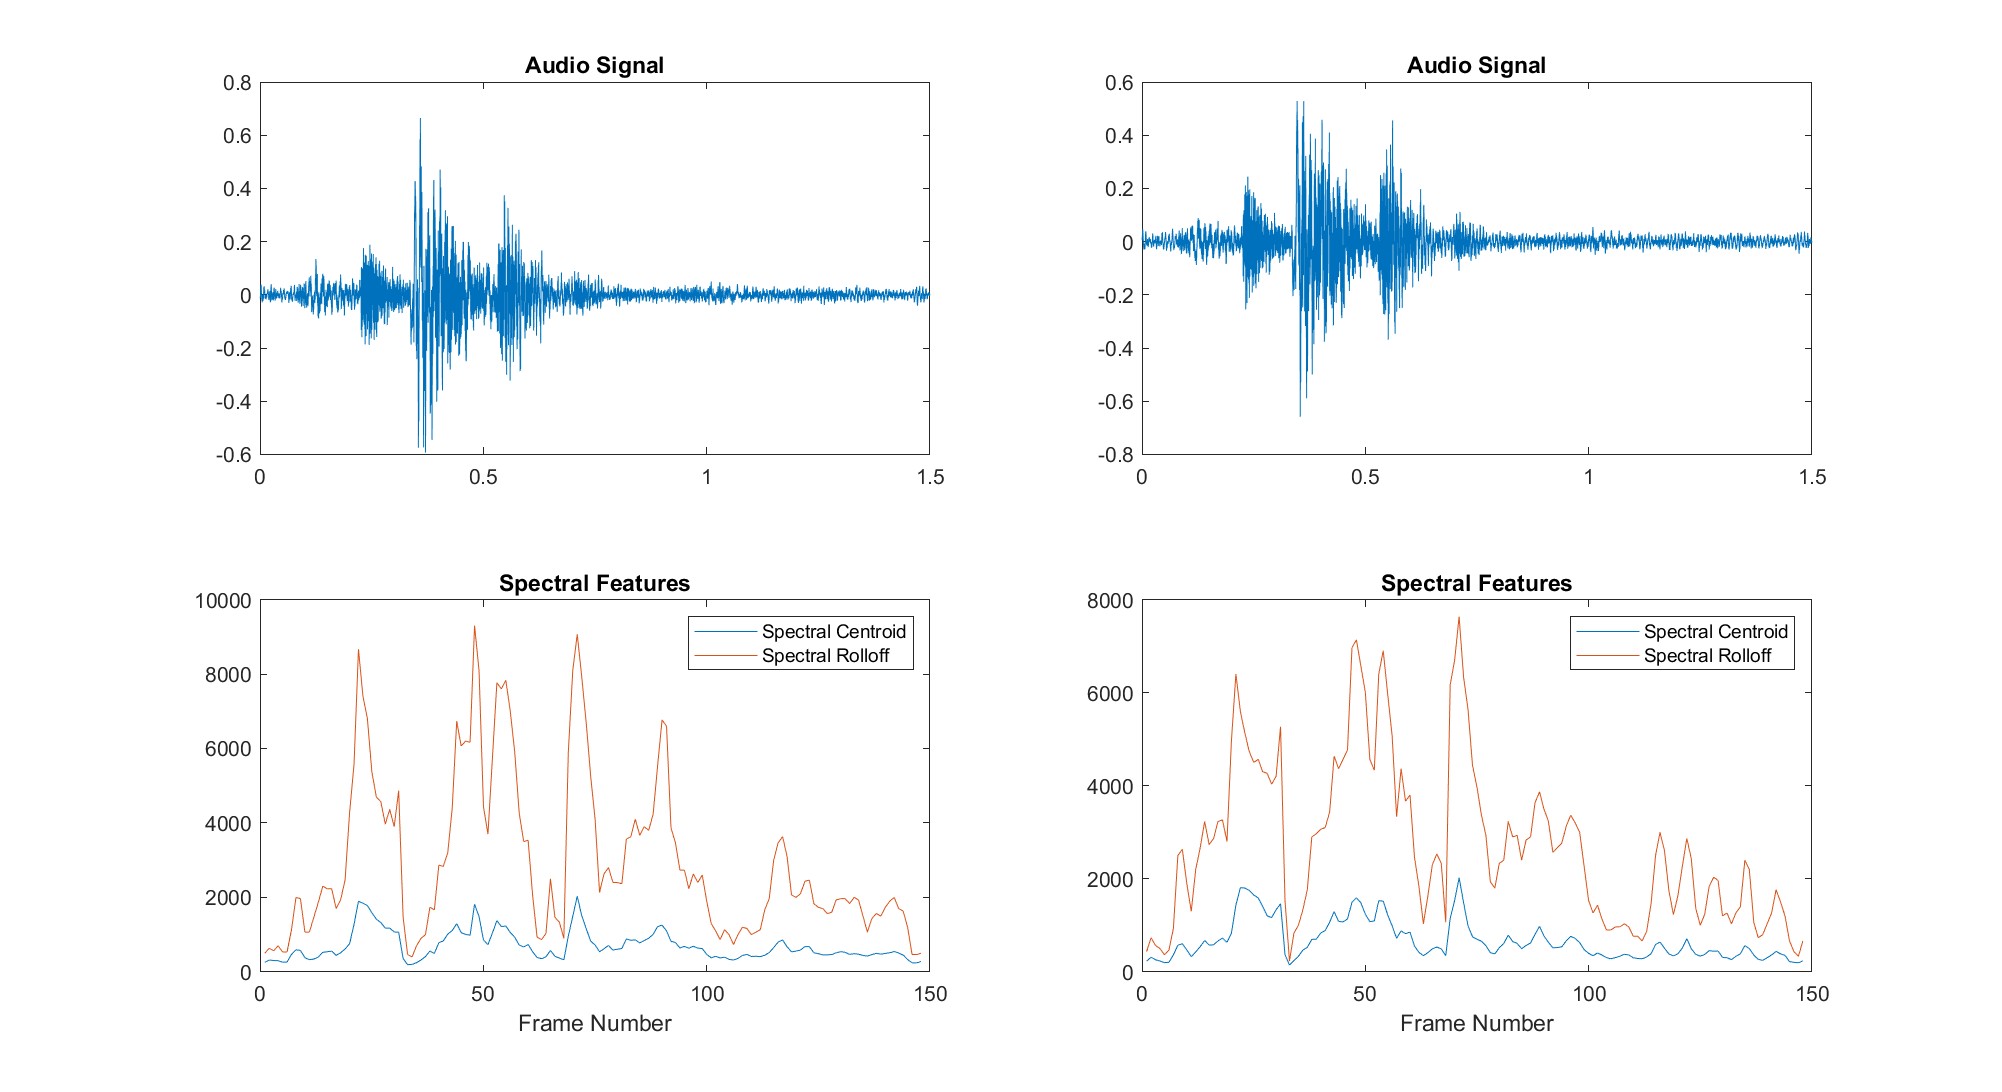 Audio Signal
0.8
0.6
0.4
0.2
0
-0.2
-0.4
-0.6
0 0.5 1 1.5
Audio Signal
0.6
0.4
0.2
0
-0.2
-0.4
-0.6
-0.8
0 0.5 1 1.5
Spectral Features
10000
8000
6000
4000
2000
0
Spectral Centroid
Spectral Rolloff
0 50 100 150
Frame Number
Spectral Features
8000
6000
4000
2000
0
Spectral Centroid
Spectral Rolloff
0 50 100 150
Frame Number